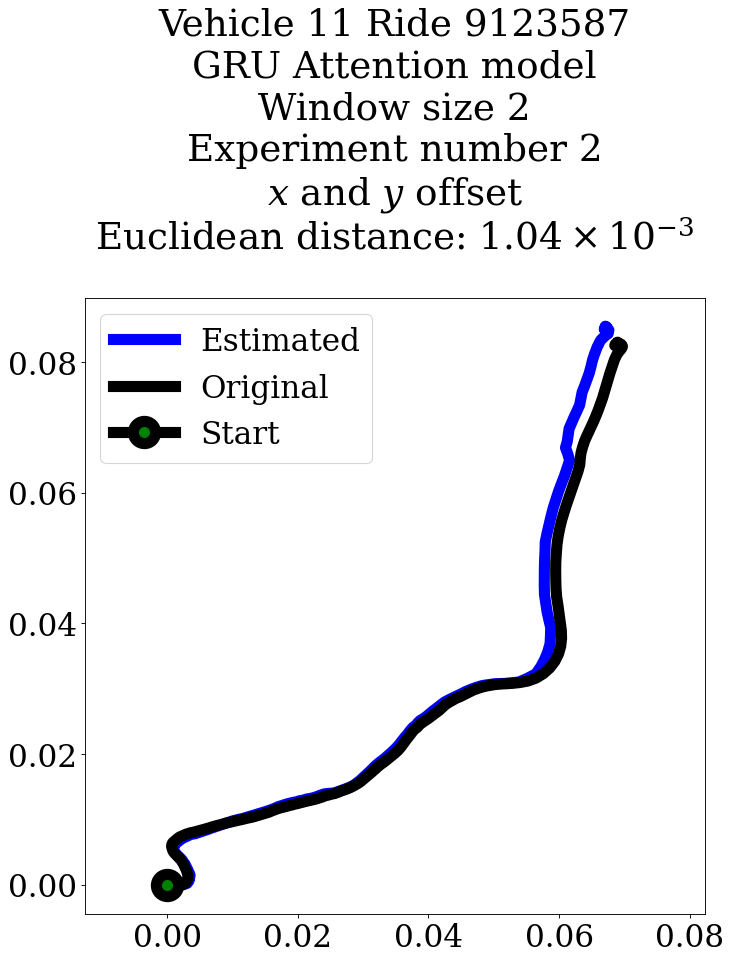 Vehicle 11 Ride 9123587
GRU Attention model
Window size 2
Experiment number 2
x and y offset
Euclidean distance: 1.04 × 10⁻³
Estimated
Original
Start
0.08
0.06
0.04
0.02
0.00
0.00 0.02 0.04 0.06 0.08